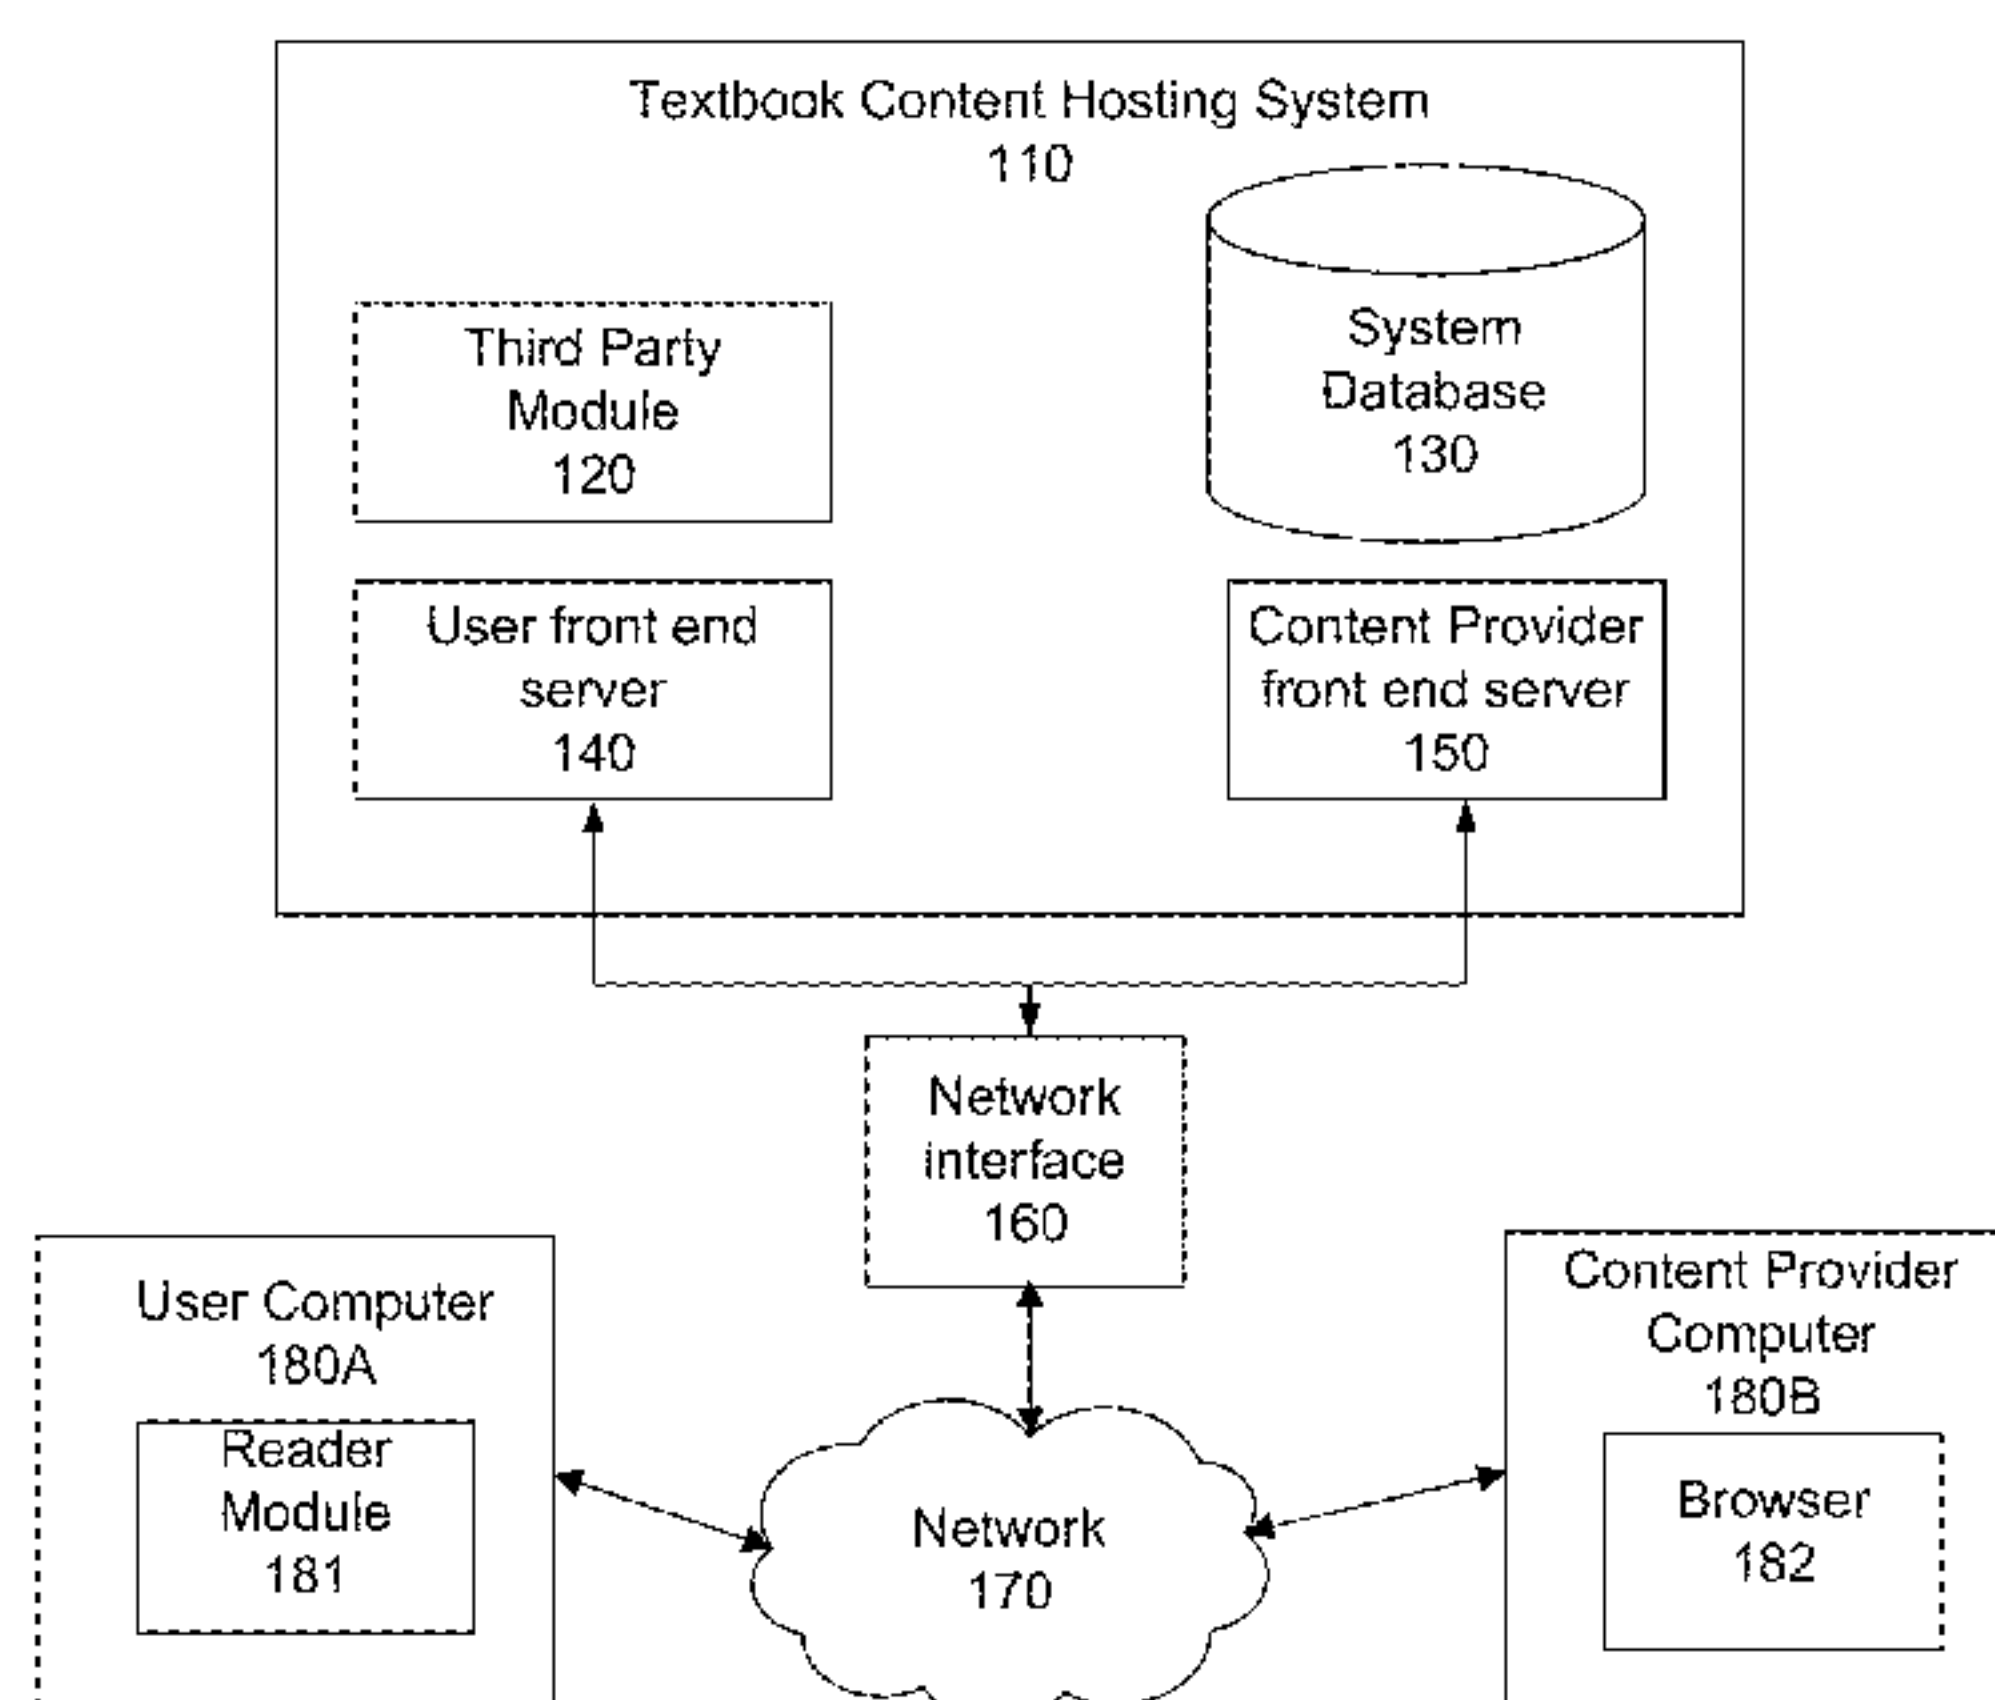 Textbook Content Hosting System
110
Third Party
Module
120
System
Database
130
User front end
server
140
Content Provider
front end server
150
Network
interface
160
User Computer
180A
Reader
Module
181
Network
170
Content Provider
Computer
180B
Browser
182